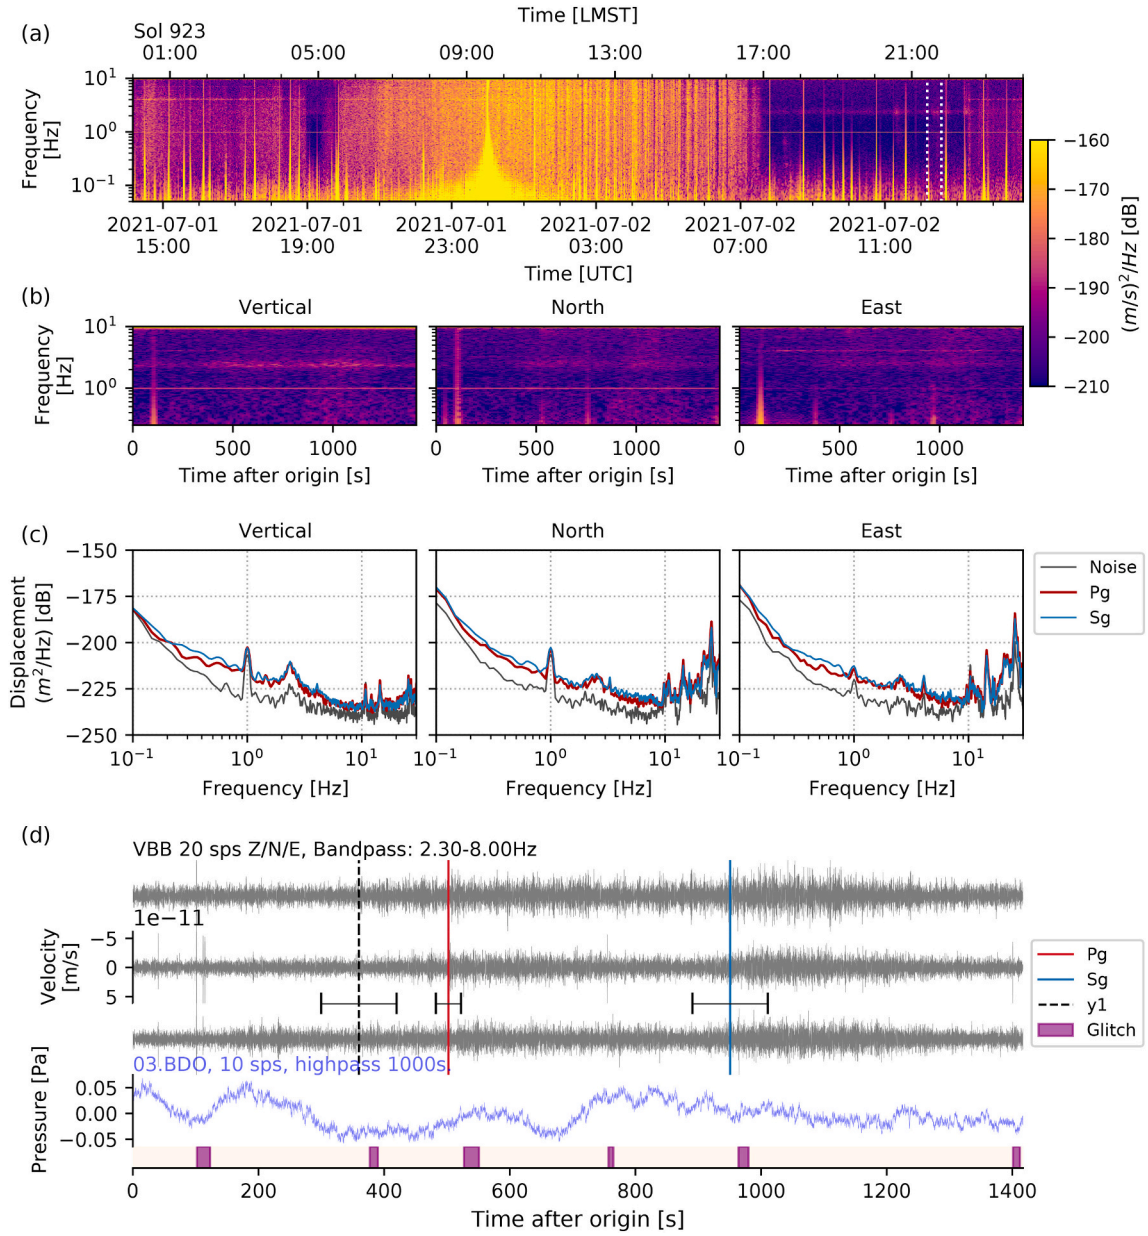 (a)
Time [LMST]
Sol 923
01:00 05:00 09:00 13:00 17:00 21:00
Frequency
[Hz]
10¹
10⁰
10⁻¹
2021-07-01 2021-07-01 2021-07-01 2021-07-02 2021-07-02 2021-07-02
15:00 19:00 23:00 03:00 07:00 11:00
Time [UTC]
−160
−170
−180
−190
−200
−210
(m/s)²/Hz [dB]
(b)
Vertical North East
Frequency
[Hz]
10¹
10⁰
0 500 1000 0 500 1000 0 500 1000
Time after origin [s] Time after origin [s] Time after origin [s]
(c)
Vertical North East
Displacement
(m²/Hz) [dB]
−150
−175
−200
−225
−250
10⁻¹ 10⁰ 10¹ 10⁻¹ 10⁰ 10¹ 10⁻¹ 10⁰ 10¹
Frequency [Hz] Frequency [Hz] Frequency [Hz]
Noise
Pg
Sg
(d)
VBB 20 sps Z/N/E, Bandpass: 2.30-8.00Hz
1e−11
Velocity
[m/s]
−5
0
5
Pg
Sg
y1
Glitch
03.BDO, 10 sps, highpass 1000s.
Pressure [Pa]
0.05
0.00
−0.05
0 200 400 600 800 1000 1200 1400
Time after origin [s]